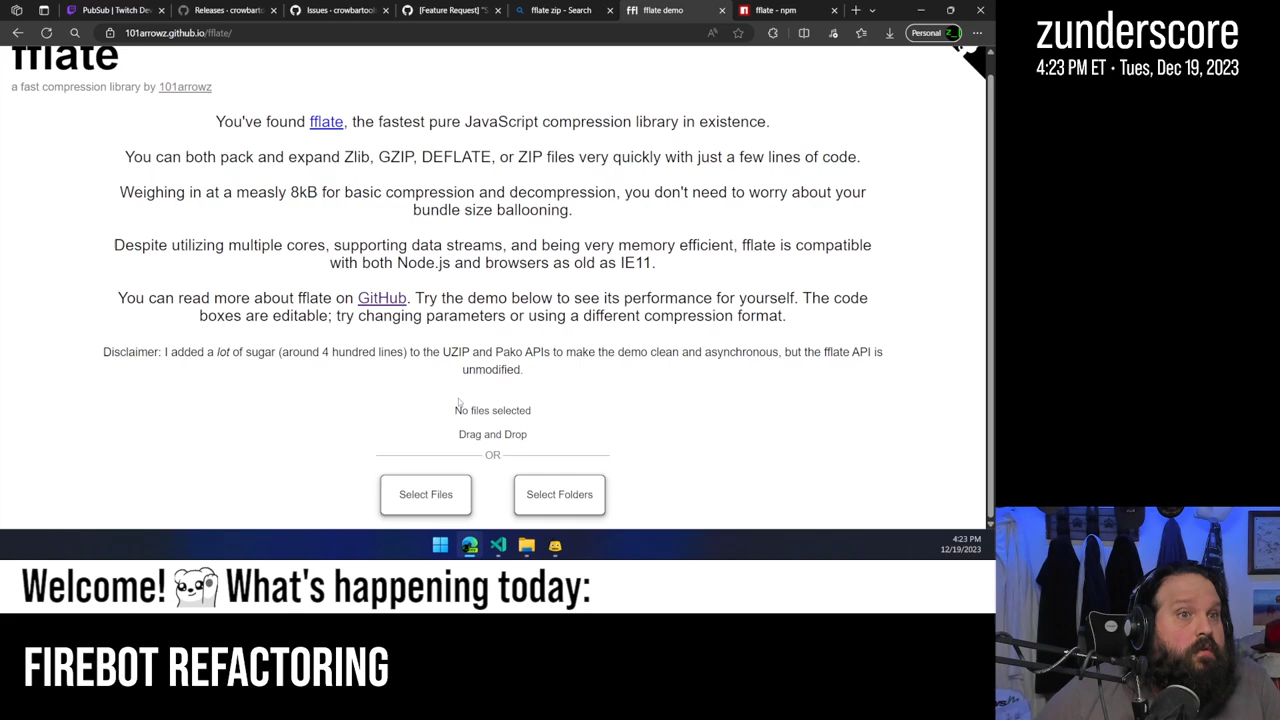 PubSub | Twitch Dev
Releases · crowbarto
Issues · crowbartoo
[Feature Request] "S
fflate zip - Search
ffl
fflate demo
fflate - npm
101arrowz.github.io/fflate/
Personal
fflate
a fast compression library by 101arrowz
You've found fflate, the fastest pure JavaScript compression library in existence.
You can both pack and expand Zlib, GZIP, DEFLATE, or ZIP files very quickly with just a few lines of code.
Weighing in at a measly 8kB for basic compression and decompression, you don't need to worry about your
bundle size ballooning.
Despite utilizing multiple cores, supporting data streams, and being very memory efficient, fflate is compatible
with both Node.js and browsers as old as IE11.
You can read more about fflate on GitHub. Try the demo below to see its performance for yourself. The code
boxes are editable; try changing parameters or using a different compression format.
Disclaimer: I added a lot of sugar (around 4 hundred lines) to the UZIP and Pako APIs to make the demo clean and asynchronous, but the fflate API is
unmodified.
No files selected
Drag and Drop
OR
Select Files
Select Folders
4:23 PM
12/19/2023
zunderscore
4:23 PM ET · Tues, Dec 19, 2023
Welcome! What's happening today:
FIREBOT REFACTORING